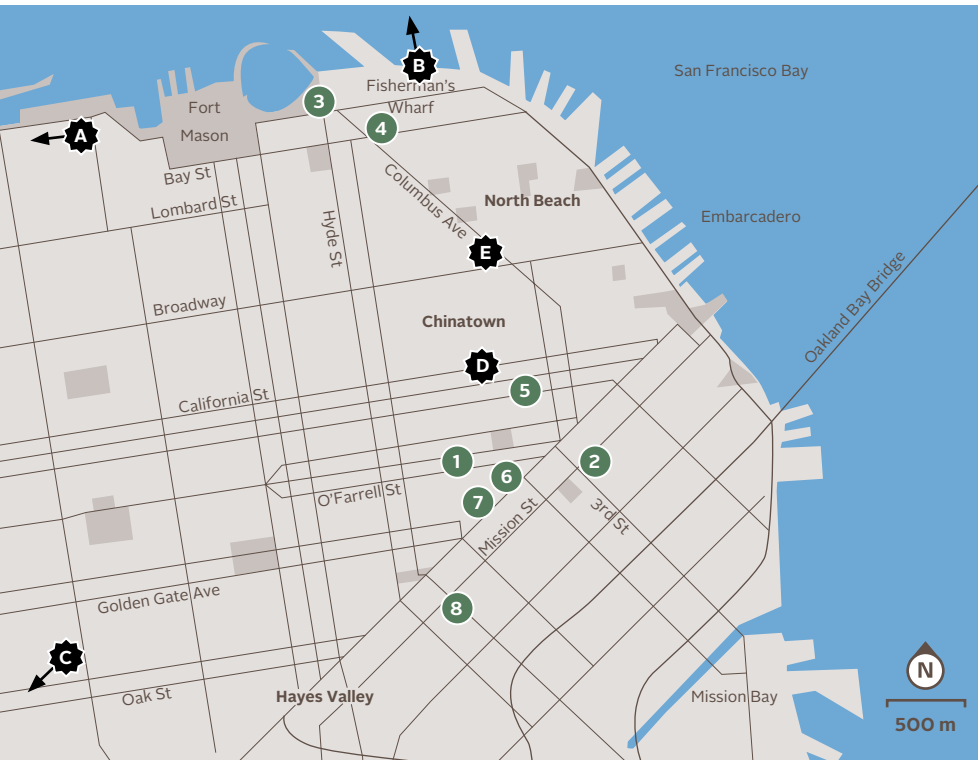 B
San Francisco Bay
Fisherman's
Wharf
3
Fort
Mason
4
A
Bay St
Columbus Ave
Lombard St
North Beach
Embarcadero
Hyde St
E
Oakland Bay Bridge
Broadway
Chinatown
D
5
California St
1
2
6
O'Farrell St
7
3rd St
Mission St
Golden Gate Ave
8
C
N
Oak St
Hayes Valley
Mission Bay
500 m